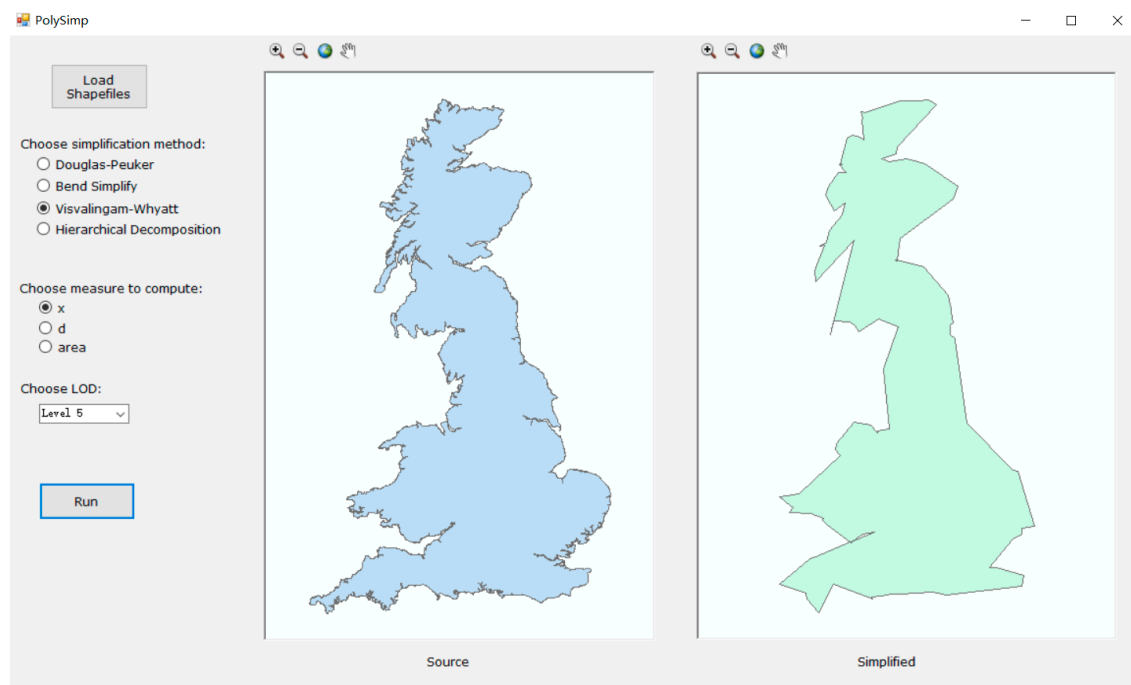 PolySimp
Load
Shapefiles
Choose simplification method:
Douglas-Peuker
Bend Simplify
Visvalingam-Whyatt
Hierarchical Decomposition
Choose measure to compute:
x
d
area
Choose LOD:
Level 5
Run
Source
Simplified